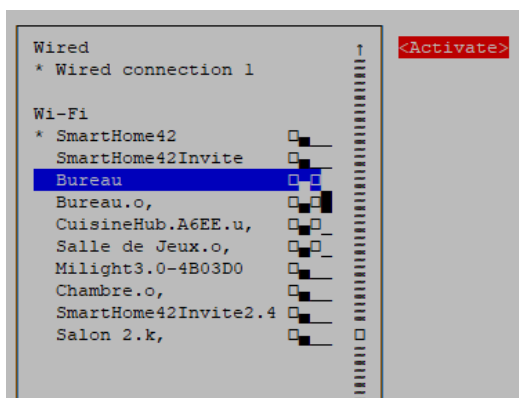 Wired
<Activate>
* Wired connection 1
Wi-Fi
* SmartHome42
SmartHome42Invite
Bureau
Bureau.o,
CuisineHub.A6EE.u,
Salle de Jeux.o,
Milight3.0-4B03D0
Chambre.o,
SmartHome42Invite2.4
Salon 2.k,